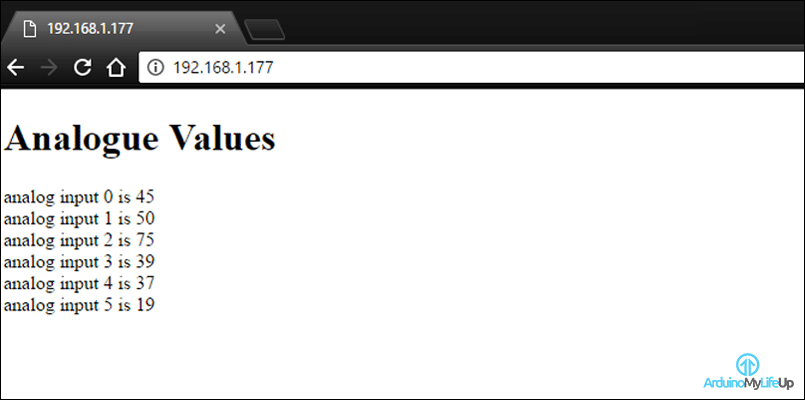 192.168.1.177
192.168.1.177
Analogue Values
analog input 0 is 45
analog input 1 is 50
analog input 2 is 75
analog input 3 is 39
analog input 4 is 37
analog input 5 is 19
ArduinoMyLifeUp